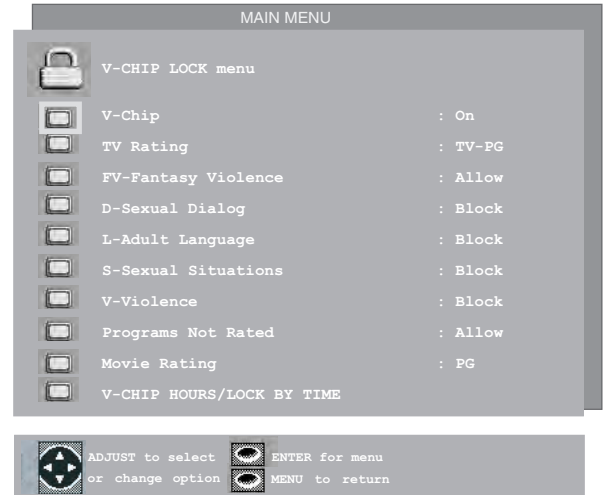 MAIN MENU
V-CHIP LOCK menu
V-Chip : On
TV Rating : TV-PG
FV-Fantasy Violence : Allow
D-Sexual Dialog : Block
L-Adult Language : Block
S-Sexual Situations : Block
V-Violence : Block
Programs Not Rated : Allow
Movie Rating : PG
V-CHIP HOURS/LOCK BY TIME
ADJUST to select ENTER for menu
or change option MENU to return